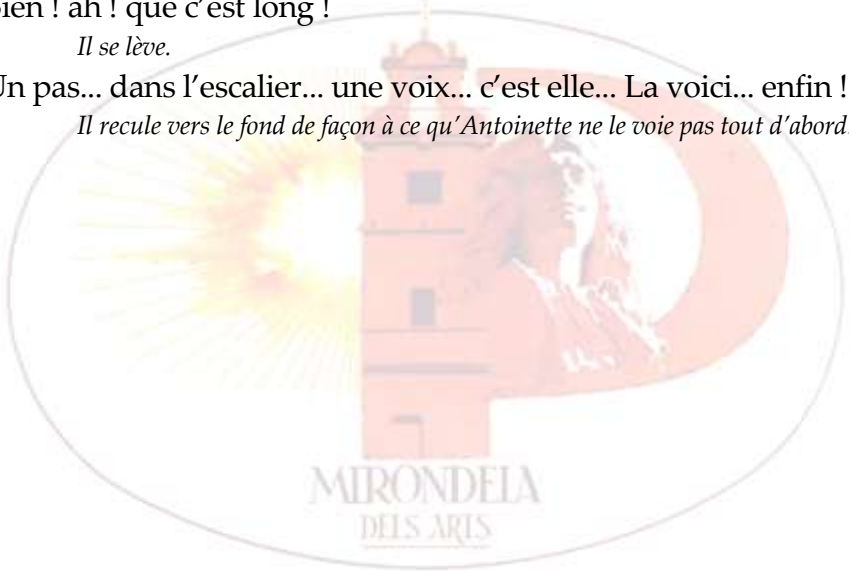 bien ! ah ! que c’est long !
Il se lève.
Un pas... dans l’escalier... une voix... c’est elle... La voici... enfin !
Il recule vers le fond de façon à ce qu’Antoinette ne le voie pas tout d’abord.
MIRONDELA
DELS ARTS